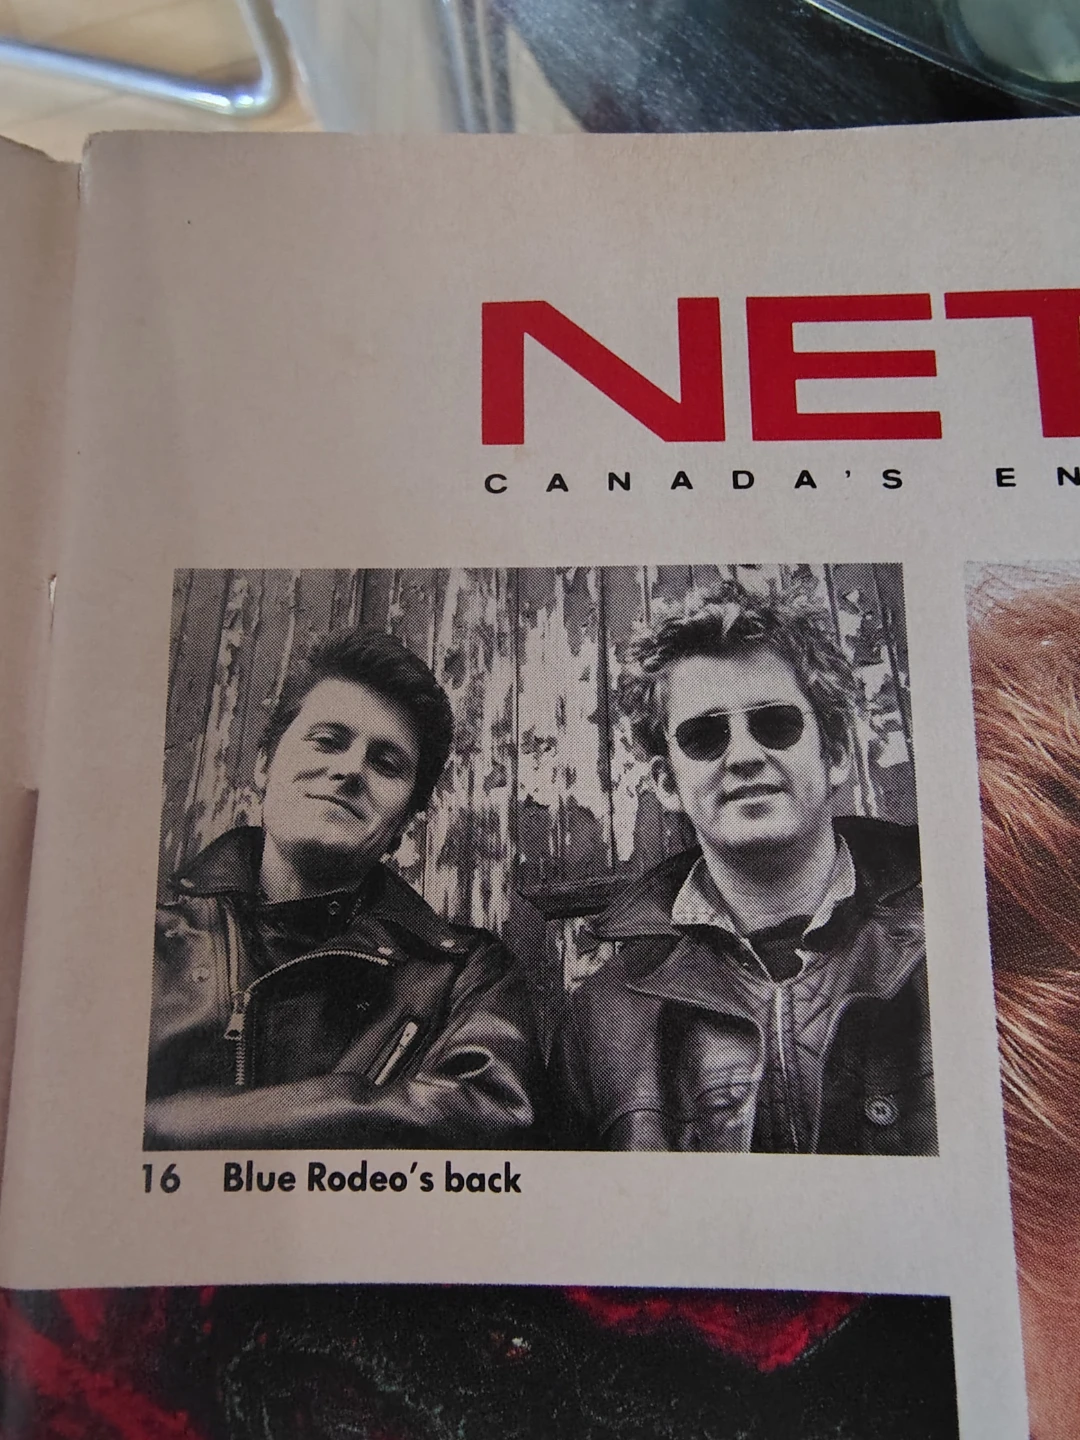 NET
CANADA'S EN
16 Blue Rodeo's back